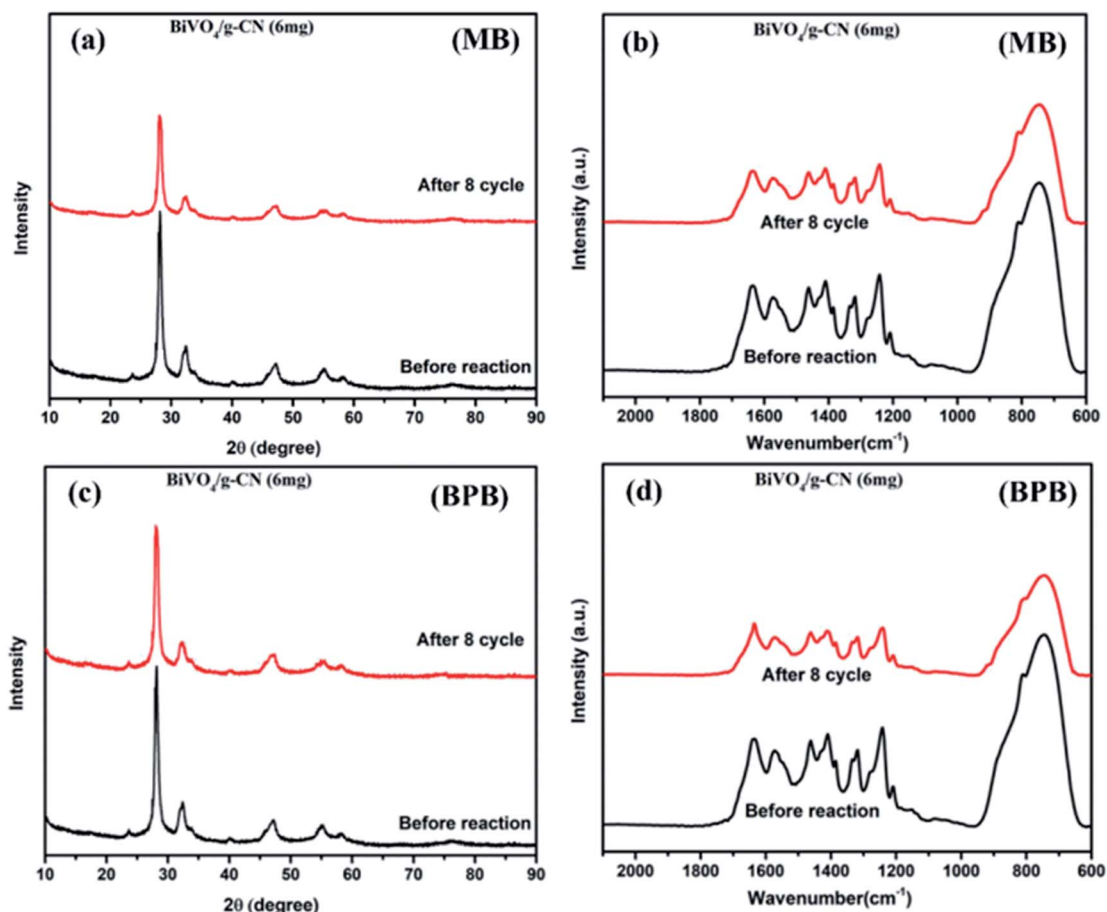 (a)
BiVO₄/g-CN (6mg)
(MB)
After 8 cycle
Before reaction
Intensity
10 20 30 40 50 60 70 80 90
2θ (degree)
(b)
BiVO₄/g-CN (6mg)
(MB)
After 8 cycle
Before reaction
Intensity (a.u.)
2000 1800 1600 1400 1200 1000 800 600
Wavenumber(cm⁻¹)
(c)
BiVO₄/g-CN (6mg)
(BPB)
After 8 cycle
Before reaction
Intensity
10 20 30 40 50 60 70 80 90
2θ (degree)
(d)
BiVO₄/g-CN (6mg)
(BPB)
After 8 cycle
Before reaction
Intensity (a.u.)
2000 1800 1600 1400 1200 1000 800 600
Wavenumber(cm⁻¹)